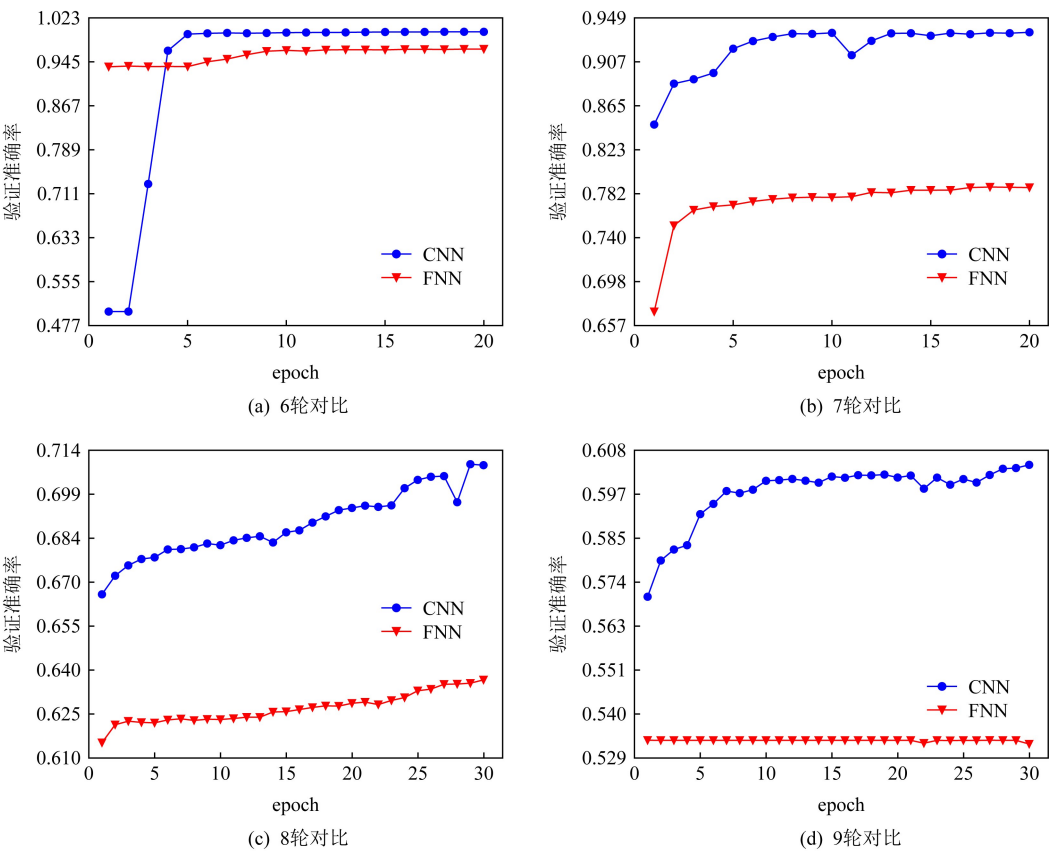 1.023
0.945
0.867
0.789
0.711
0.633
0.555
0.477
验证准确率
CNN
FNN
0 5 10 15 20
epoch
(a) 6轮对比
0.949
0.907
0.865
0.823
0.782
0.740
0.698
0.657
验证准确率
CNN
FNN
0 5 10 15 20
epoch
(b) 7轮对比
0.714
0.699
0.684
0.670
0.655
0.640
0.625
0.610
验证准确率
CNN
FNN
0 5 10 15 20 25 30
epoch
(c) 8轮对比
0.608
0.597
0.585
0.574
0.563
0.551
0.540
0.529
验证准确率
CNN
FNN
0 5 10 15 20 25 30
epoch
(d) 9轮对比